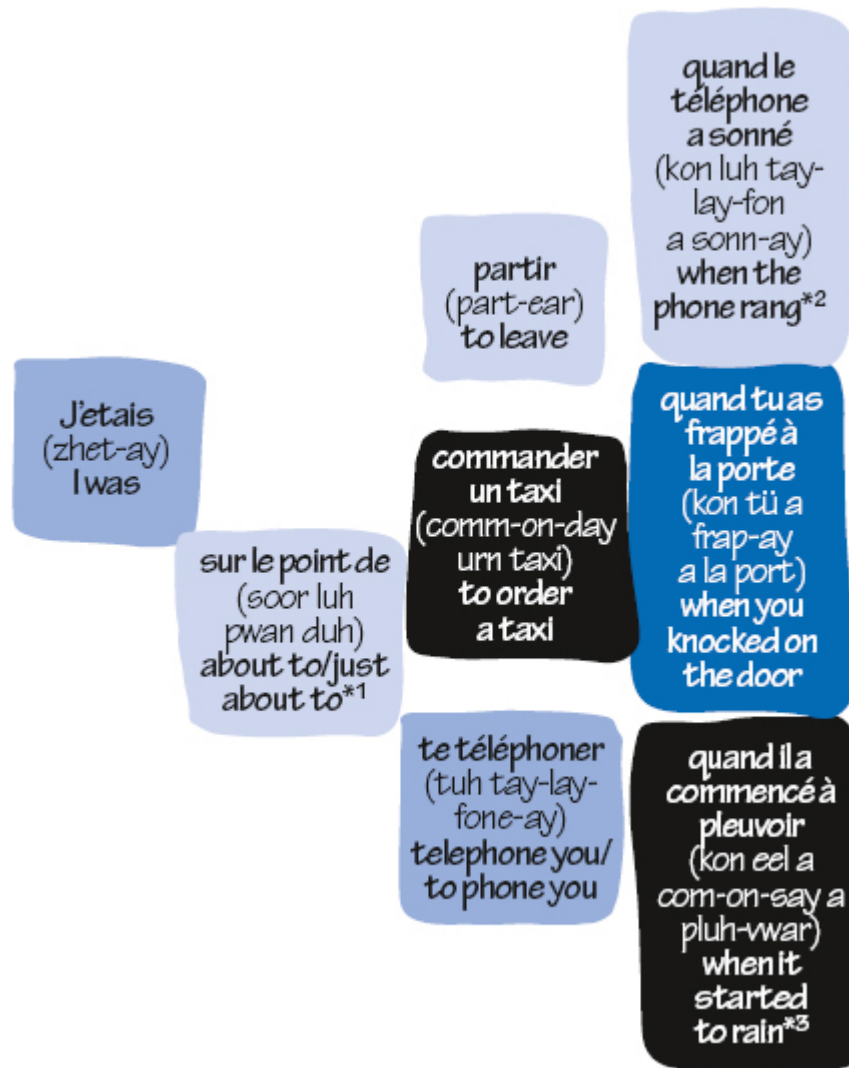 J'etais
(zhet-ay)
I was
sur le point de
(soor luh
pwan duh)
about to/just
about to*1
partir
(part-ear)
to leave
commander
un taxi
(comm-on-day
urn taxi)
to order
a taxi
te téléphoner
(tuh tay-lay-
fone-ay)
telephone you/
to phone you
quand le
téléphone
a sonné
(kon luh tay-
lay-fon
a sonn-ay)
when the
phone rang*2
quand tu as
frappé à
la porte
(kon tü a
frap-ay
a la port)
when you
knocked on
the door
quand il a
commencé à
pleuvoir
(kon eel a
com-on-say a
pluh-vwar)
when it
started
to rain*3